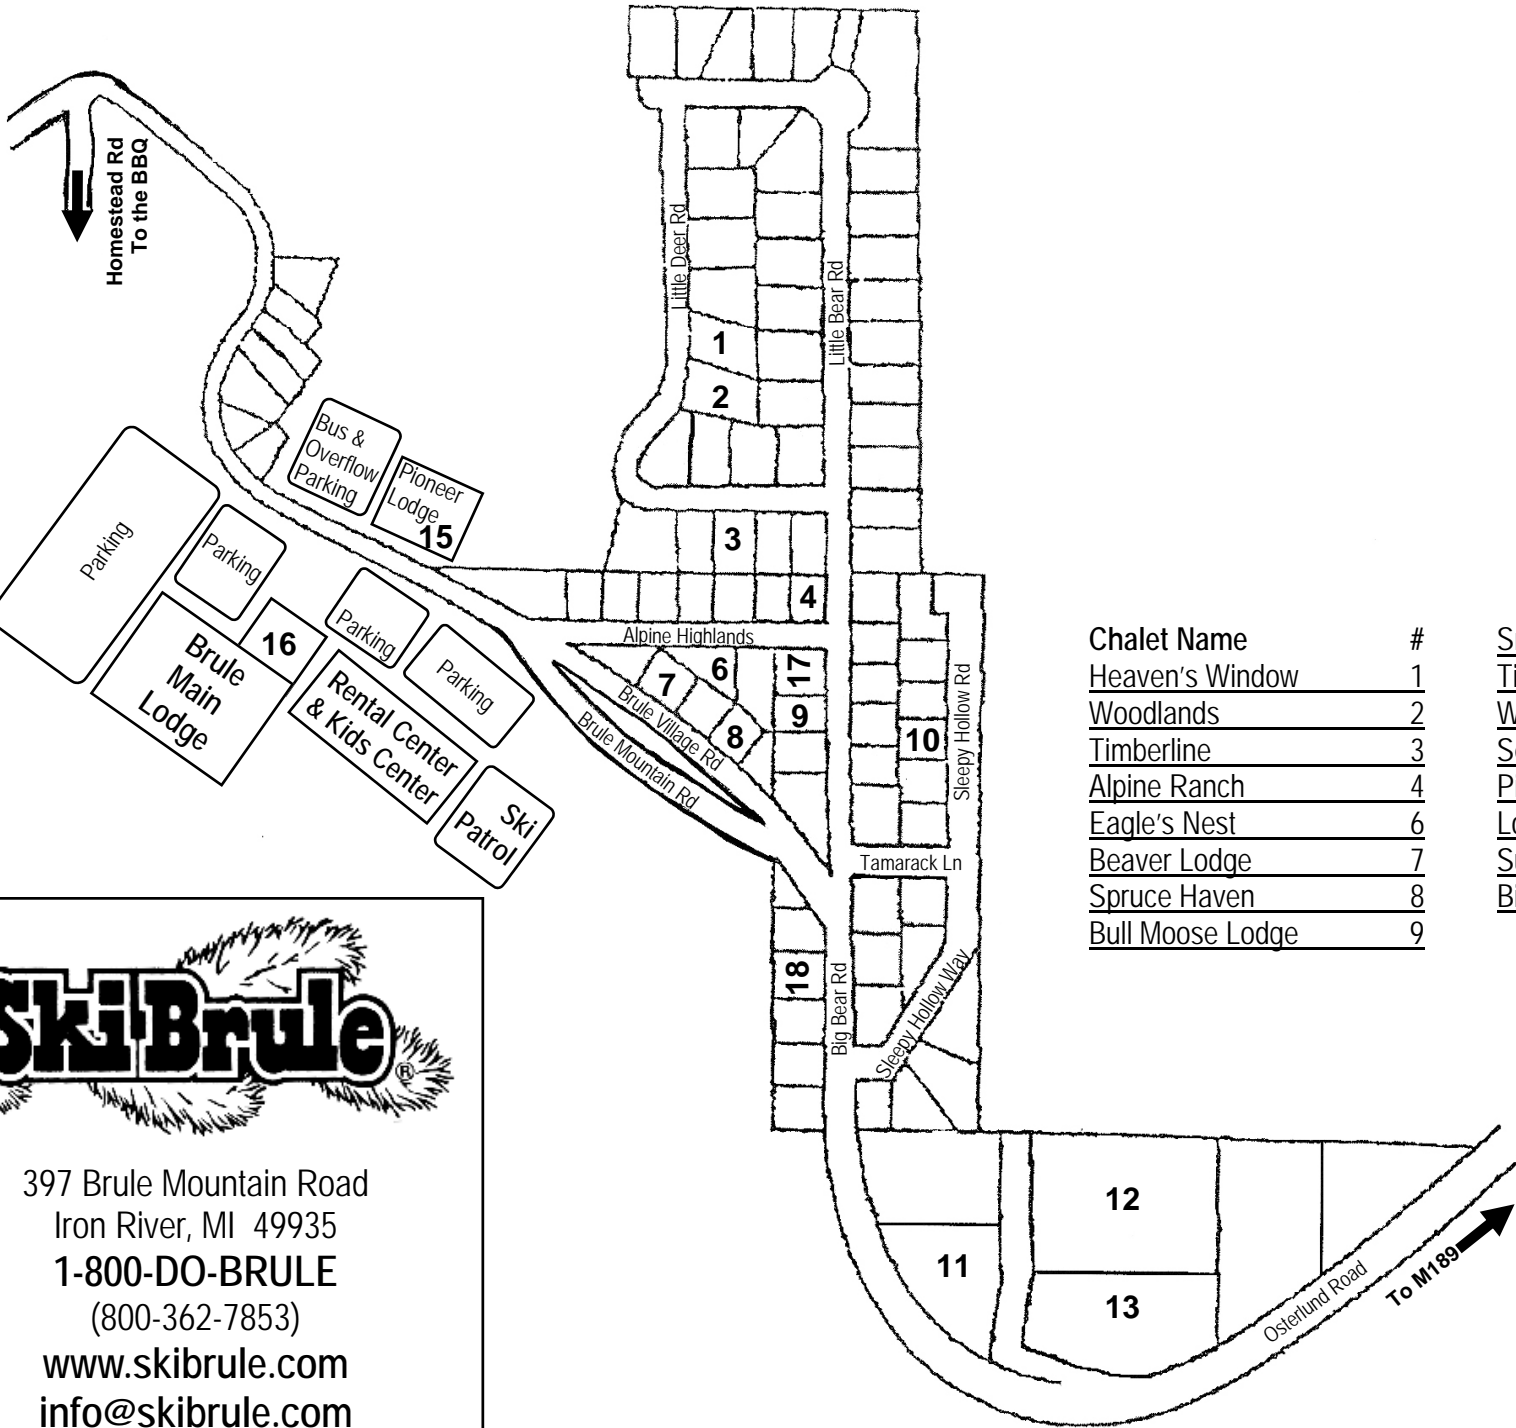 Homestead Rd
To the BBQ
Little Deer Rd
Little Bear Rd
1
2
Bus &
Overflow
Parking
Pioneer
Lodge
15
3
Parking
Parking
4
16
Parking
Parking
Brule
Main
Lodge
Rental Center
& Kids Center
Ski
Patrol
Alpine Highlands
6
7
8
17
9
10
Brule Village Rd
Brule Mountain Rd
Sleepy Hollow Rd
Tamarack Ln
18
Big Bear Rd
Sleepy Hollow Way
11
12
13
Osterlund Road
To M189
Chalet Name #
Heaven's Window 1
Woodlands 2
Timberline 3
Alpine Ranch 4
Eagle's Nest 6
Beaver Lodge 7
Spruce Haven 8
Bull Moose Lodge 9
Ski Brule ®
397 Brule Mountain Road
Iron River, MI 49935
1-800-DO-BRULE
(800-362-7853)
www.skibrule.com
info@skibrule.com